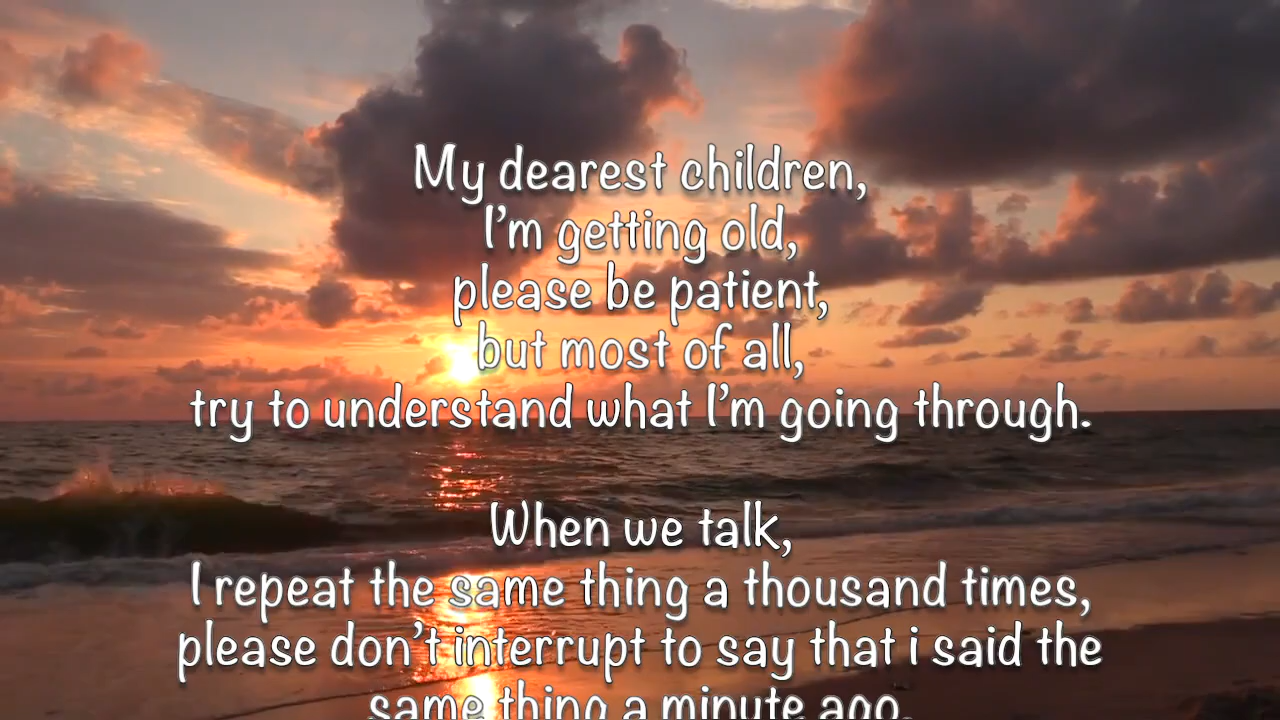 My dearest children,
I'm getting old,
please be patient,
but most of all,
try to understand what I'm going through.
When we talk,
I repeat the same thing a thousand times,
please don't interrupt to say that i said the
same thing a minute ago.